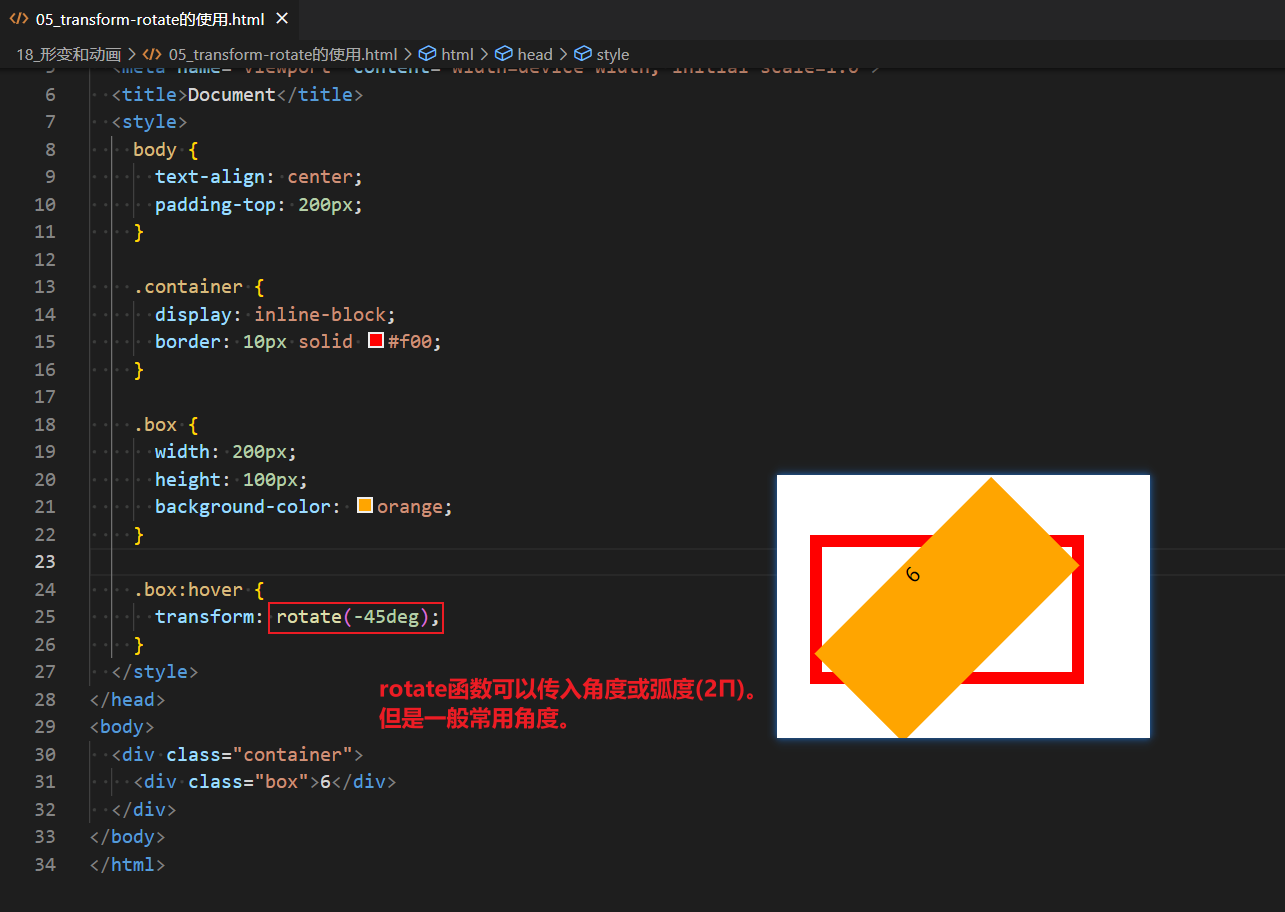 05_transform-rotate的使用.html
18_形变和动画 > 05_transform-rotate的使用.html > html > head > style
5 <meta name="viewport" content="width=device-width, initial-scale=1.0">
6 <title>Document</title>
7 <style>
8 body {
9 text-align: center;
10 padding-top: 200px;
11 }
12
13 .container {
14 display: inline-block;
15 border: 10px solid #f00;
16 }
17
18 .box {
19 width: 200px;
20 height: 100px;
21 background-color: orange;
22 }
23
24 .box:hover {
25 transform: rotate(-45deg);
26 }
27 </style>
28 </head>
29 <body>
30 <div class="container">
31 <div class="box">6</div>
32 </div>
33 </body>
34 </html>
rotate函数可以传入角度或弧度(2Π)。
但是一般常用角度。
6